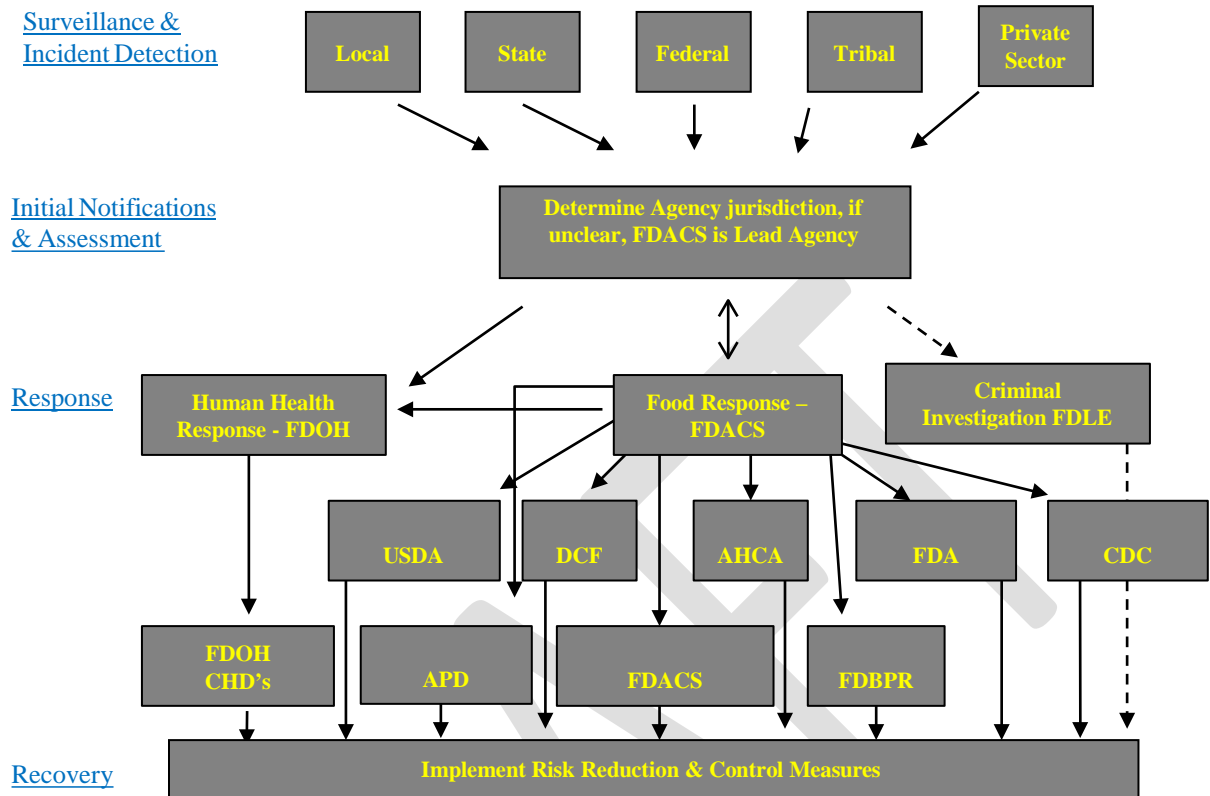 Surveillance &
Incident Detection
Local
State
Federal
Tribal
Private
Sector
Initial Notifications
& Assessment
Determine Agency jurisdiction, if
unclear, FDACS is Lead Agency
Response
Human Health
Response - FDOH
Food Response –
FDACS
Criminal
Investigation FDLE
USDA
DCF
AHCA
FDA
CDC
FDOH
CHD’s
APD
FDACS
FDBPR
Recovery
Implement Risk Reduction & Control Measures